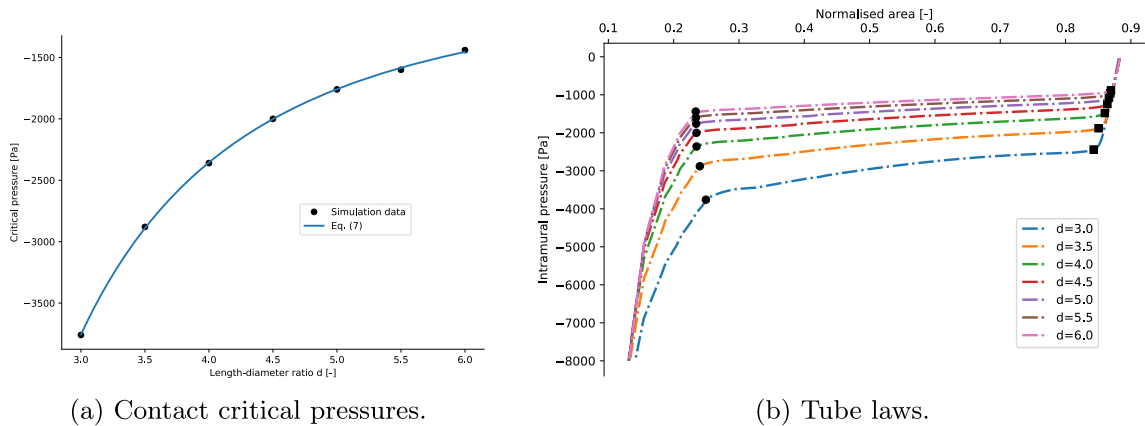 −1500
−2000
−2500
−3000
−3500
Critical pressure [Pa]
Simulation data
Eq. (7)
3.0 3.5 4.0 4.5 5.0 5.5 6.0
Length-diameter ratio d [-]
(a) Contact critical pressures.
Normalised area [-]
0.1 0.2 0.3 0.4 0.5 0.6 0.7 0.8 0.9
0
−1000
−2000
−3000
−4000
−5000
−6000
−7000
−8000
Intramural pressure [Pa]
d=3.0
d=3.5
d=4.0
d=4.5
d=5.0
d=5.5
d=6.0
(b) Tube laws.